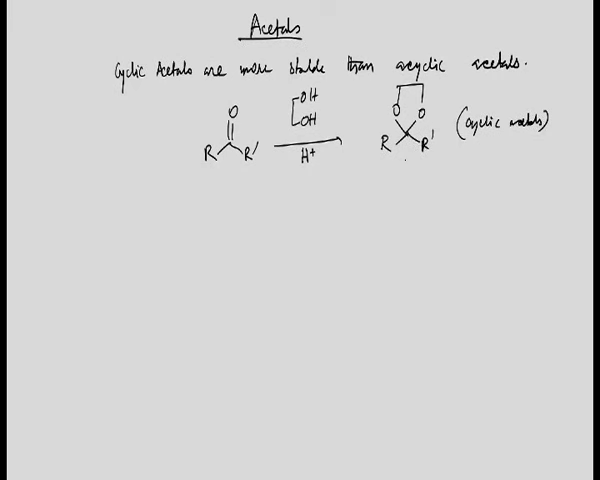 Acetals
Cyclic Acetals are more stable than acyclic acetals.
O
OH
OH
O O
R R'
H+
R R'
(cyclic acetals)